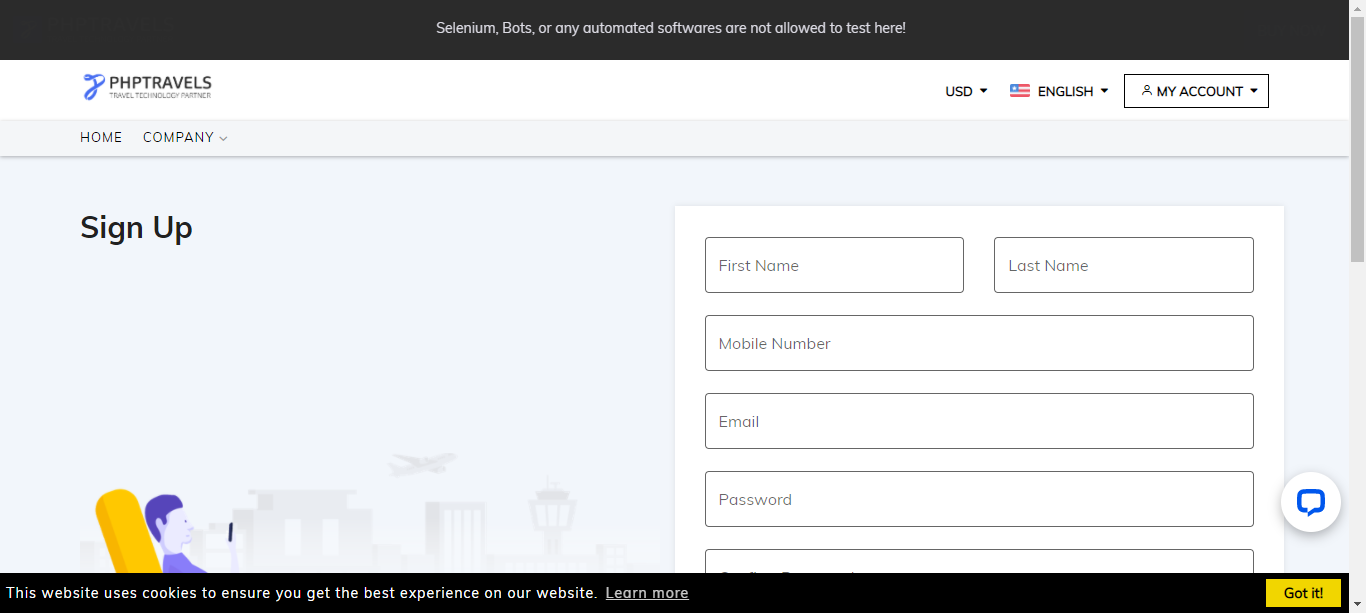 Selenium, Bots, or any automated softwares are not allowed to test here!
PHPTRAVELS
TRAVEL TECHNOLOGY PARTNER
USD
ENGLISH
MY ACCOUNT
HOME
COMPANY
Sign Up
First Name
Last Name
Mobile Number
Email
Password
This website uses cookies to ensure you get the best experience on our website. Learn more
Got it!